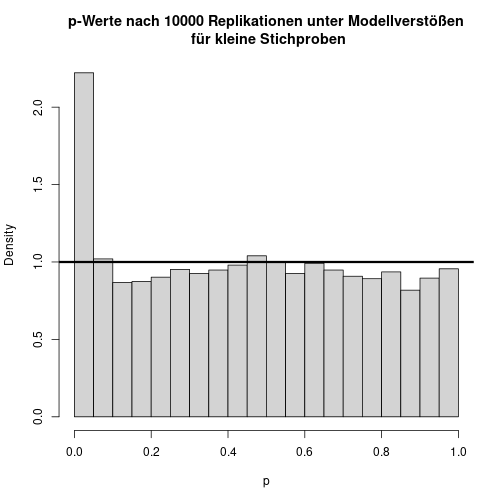 p-Werte nach 10000 Replikationen unter Modellverstößen
für kleine Stichproben
Density
2.0
1.5
1.0
0.5
0.0
0.0 0.2 0.4 0.6 0.8 1.0
p